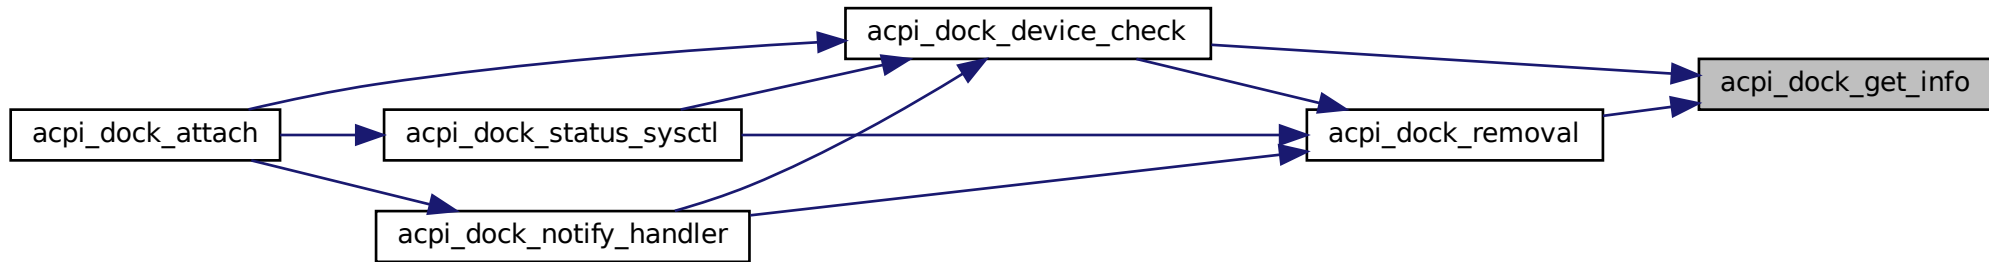 acpi_dock_device_check
acpi_dock_get_info
acpi_dock_attach
acpi_dock_status_sysctl
acpi_dock_removal
acpi_dock_notify_handler